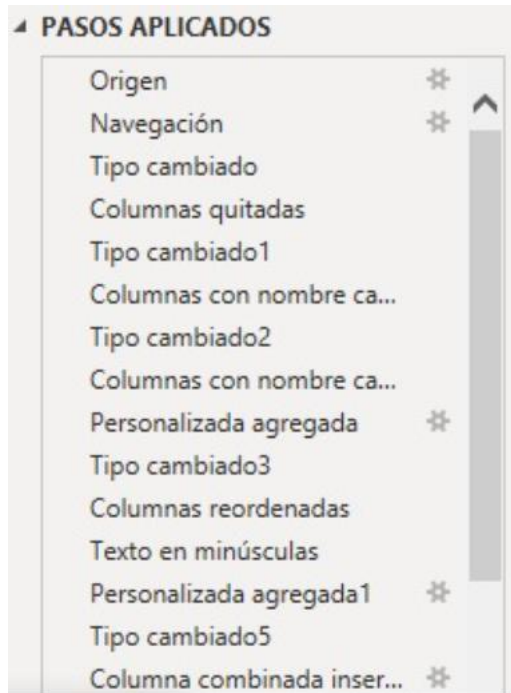 PASOS APLICADOS
Origen
Navegación
Tipo cambiado
Columnas quitadas
Tipo cambiado1
Columnas con nombre ca...
Tipo cambiado2
Columnas con nombre ca...
Personalizada agregada
Tipo cambiado3
Columnas reordenadas
Texto en minúsculas
Personalizada agregada1
Tipo cambiado5
Columna combinada inser...